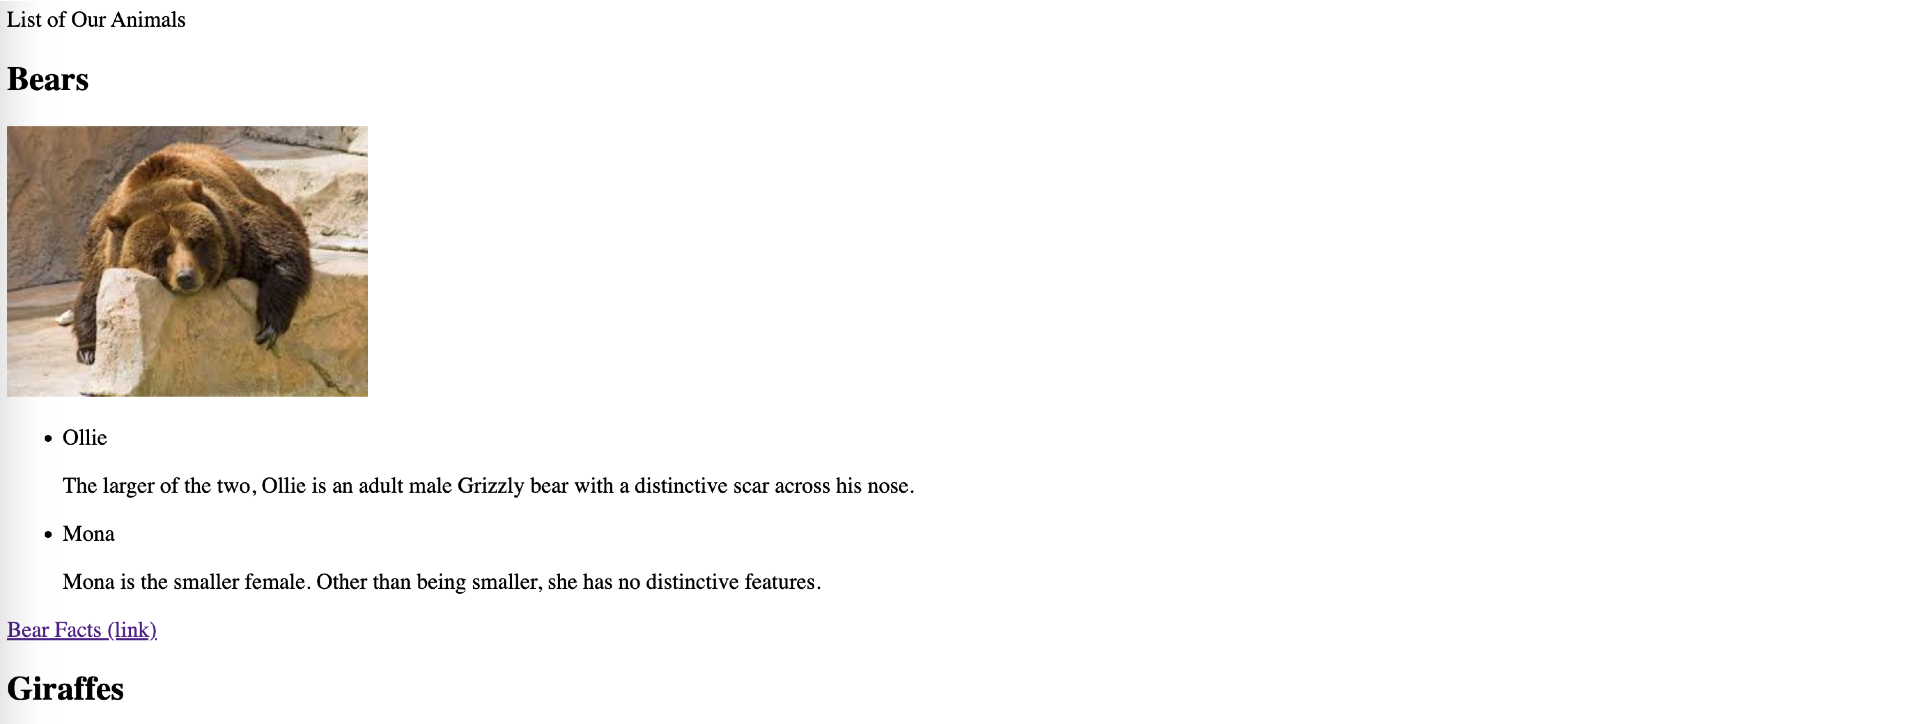 List of Our Animals
Bears
Ollie
The larger of the two, Ollie is an adult male Grizzly bear with a distinctive scar across his nose.
Mona
Mona is the smaller female. Other than being smaller, she has no distinctive features.
Bear Facts (link)
Giraffes